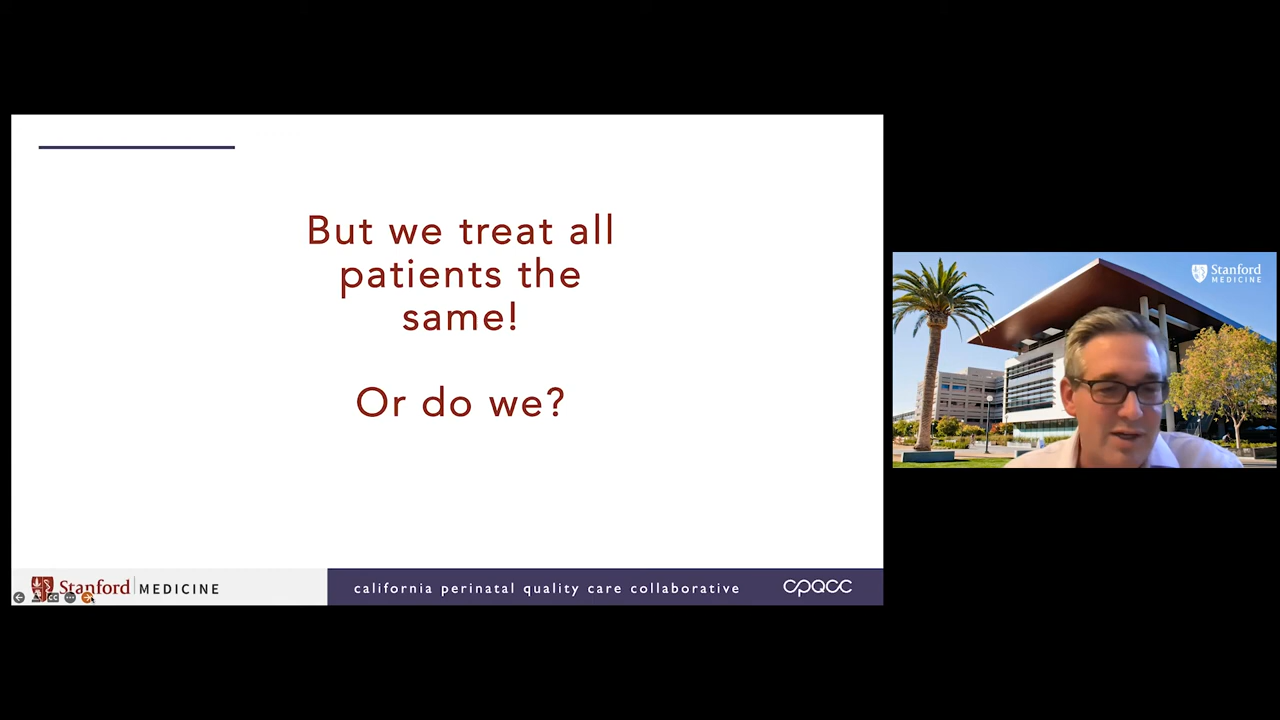 But we treat all
patients the
same!
Or do we?
Stanford MEDICINE
california perinatal quality care collaborative
cpqcc
Stanford
MEDICINE